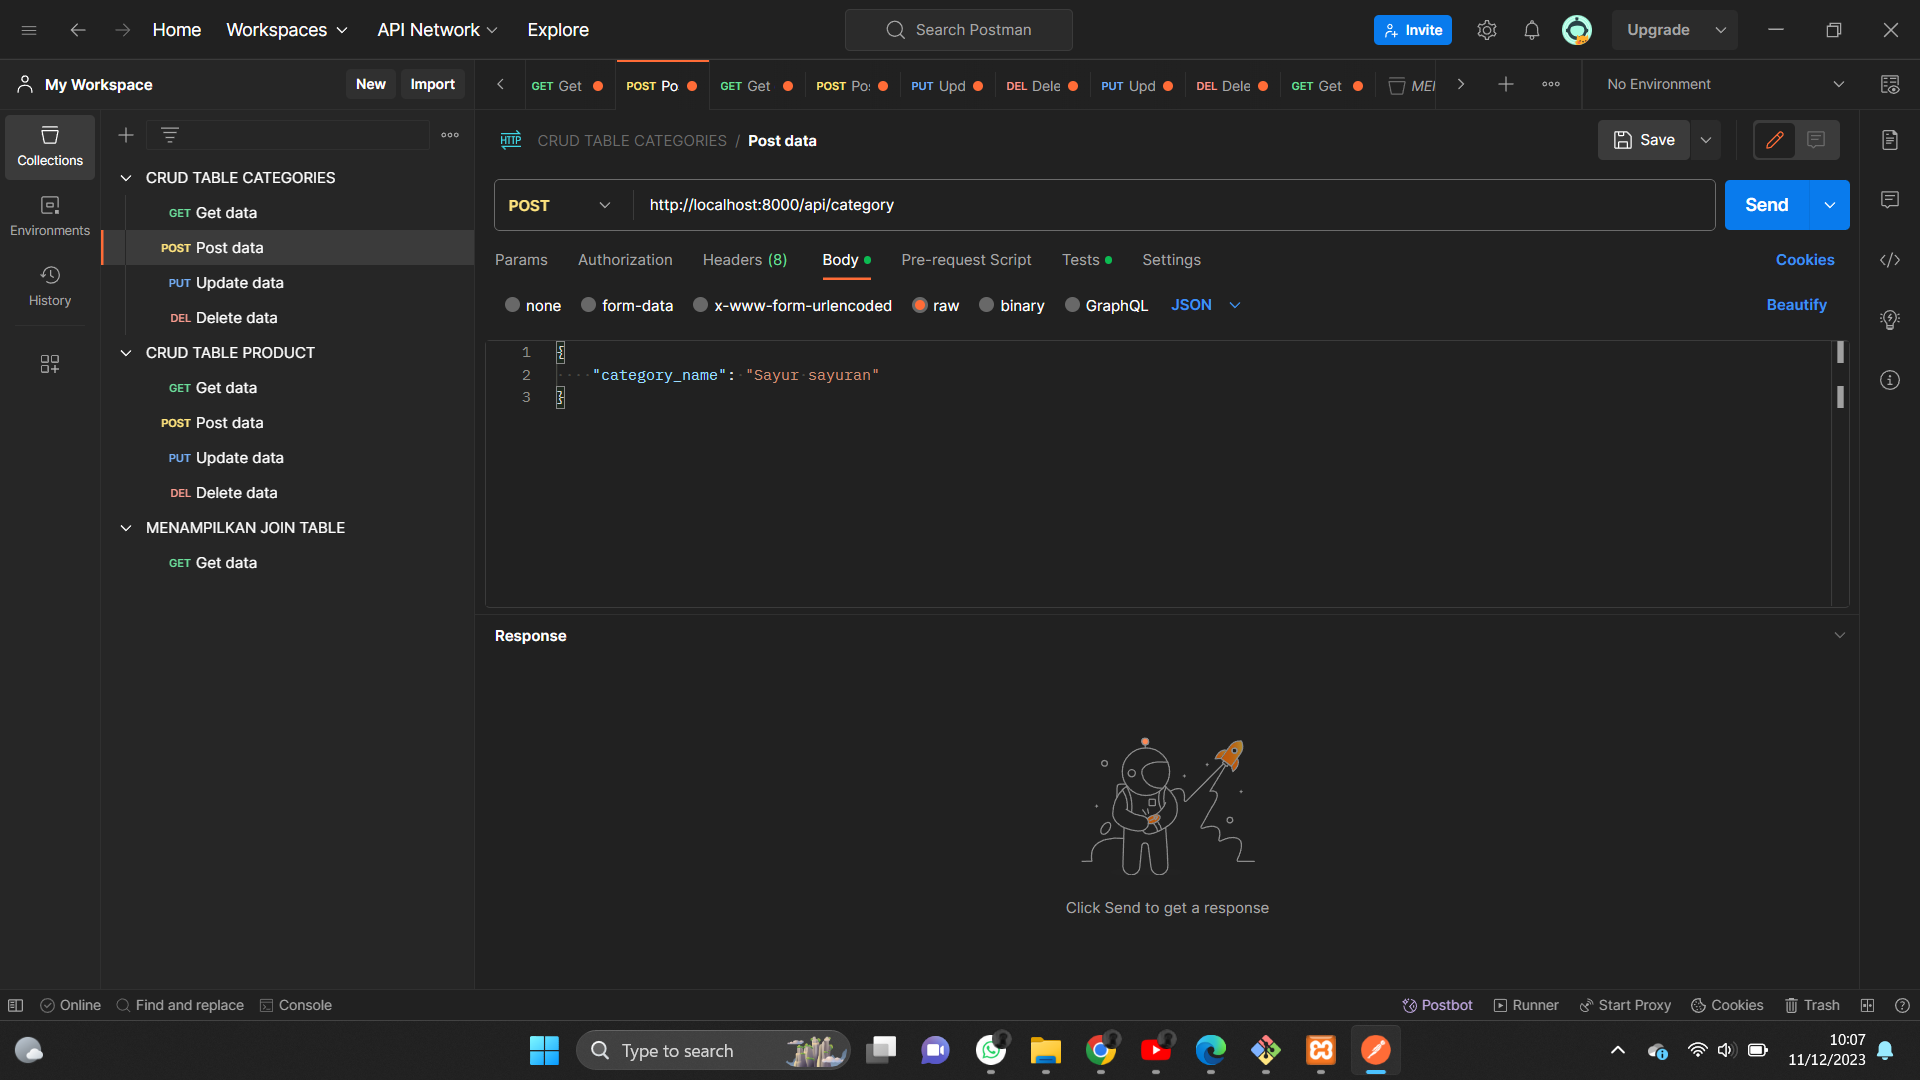 Home Workspaces API Network Explore Search Postman Invite Upgrade
My Workspace New Import
GET Get POST Po GET Get POST Pos PUT Upd DEL Dele PUT Upd DEL Dele GET Get No Environment
Collections
Environments
History
CRUD TABLE CATEGORIES
GET Get data
POST Post data
PUT Update data
DEL Delete data
CRUD TABLE PRODUCT
GET Get data
POST Post data
PUT Update data
DEL Delete data
MENAMPILKAN JOIN TABLE
GET Get data
HTTP CRUD TABLE CATEGORIES / Post data Save
POST http://localhost:8000/api/category Send
Params Authorization Headers (8) Body Pre-request Script Tests Settings Cookies
none form-data x-www-form-urlencoded raw binary GraphQL JSON Beautify
1 {
2 "category_name": "Sayur sayuran"
3 }
Response
Click Send to get a response
Online Find and replace Console Postbot Runner Start Proxy Cookies Trash
Type to search
10:07
11/12/2023